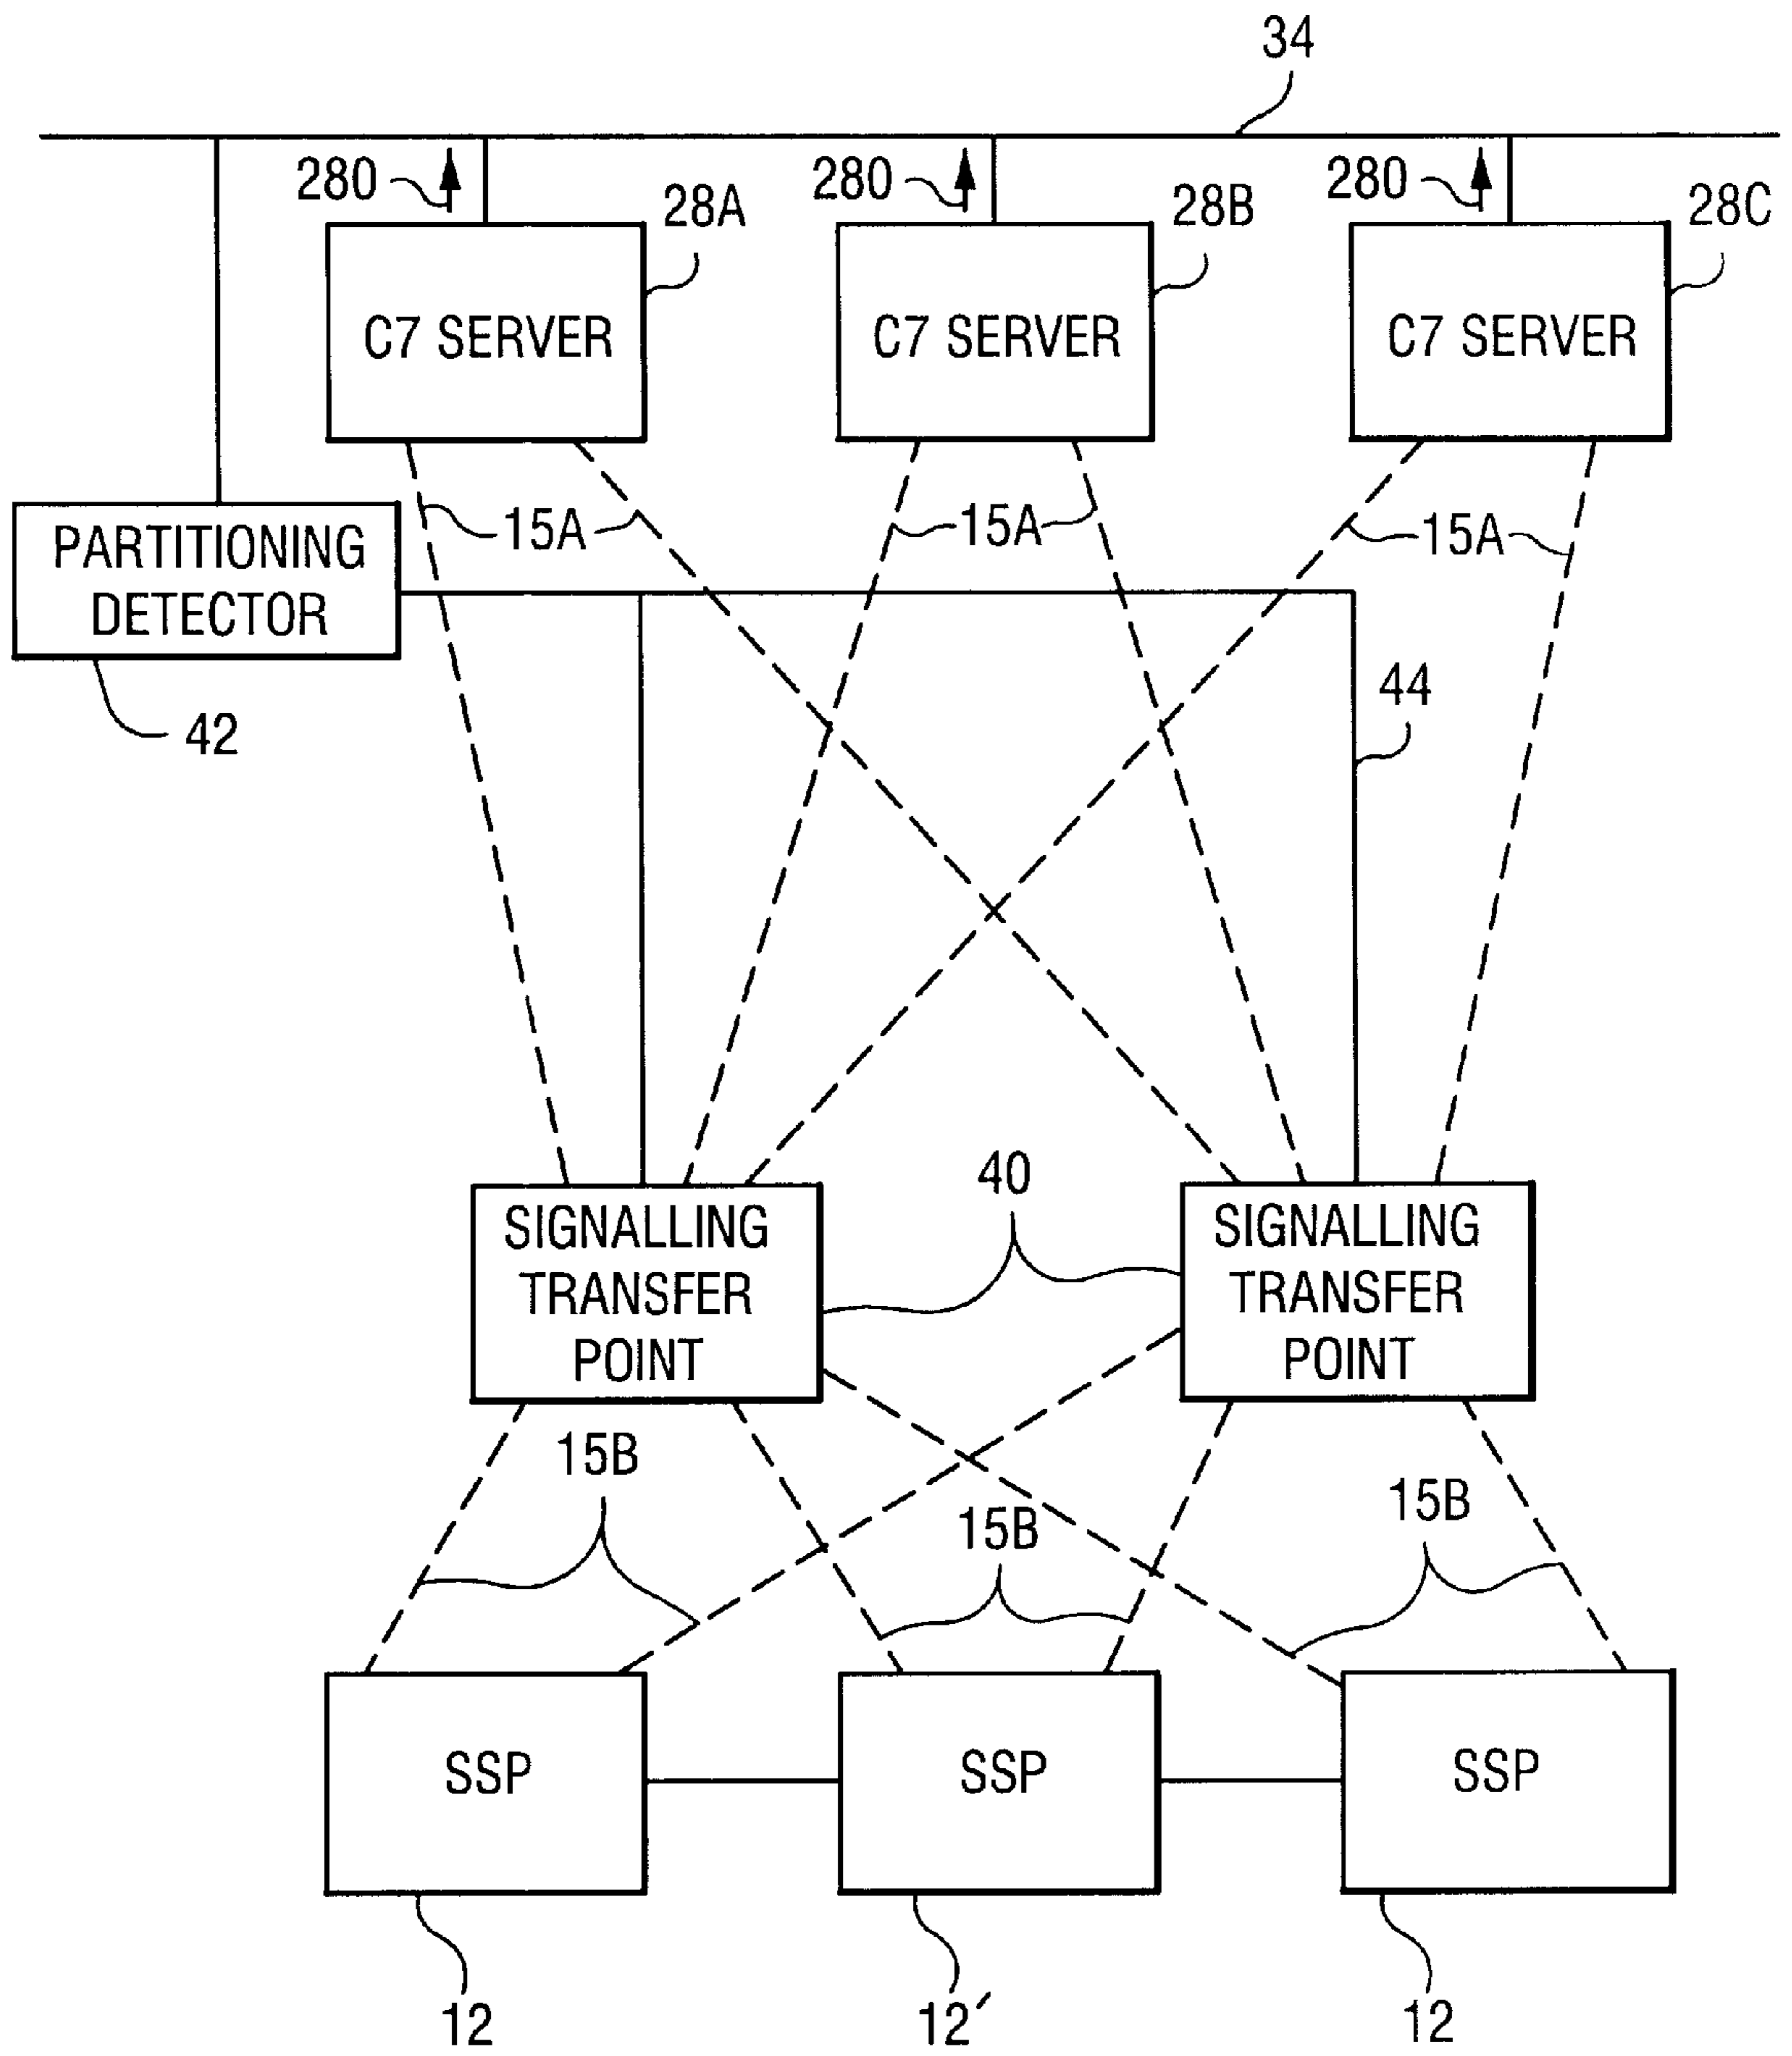 34
280
280
280
28A
28B
28C
C7 SERVER
C7 SERVER
C7 SERVER
15A
15A
15A
PARTITIONING
DETECTOR
42
44
40
SIGNALLING
TRANSFER
POINT
SIGNALLING
TRANSFER
POINT
15B
15B
15B
SSP
SSP
SSP
12
12′
12